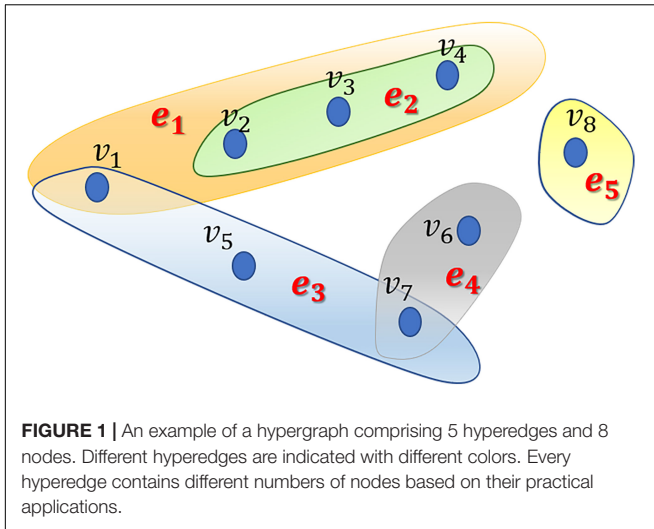 v₄
v₃
e₂
v₂
e₁
v₈
v₁
e₅
v₅
v₆
e₄
e₃
v₇
FIGURE 1 | An example of a hypergraph comprising 5 hyperedges and 8
nodes. Different hyperedges are indicated with different colors. Every
hyperedge contains different numbers of nodes based on their practical
applications.